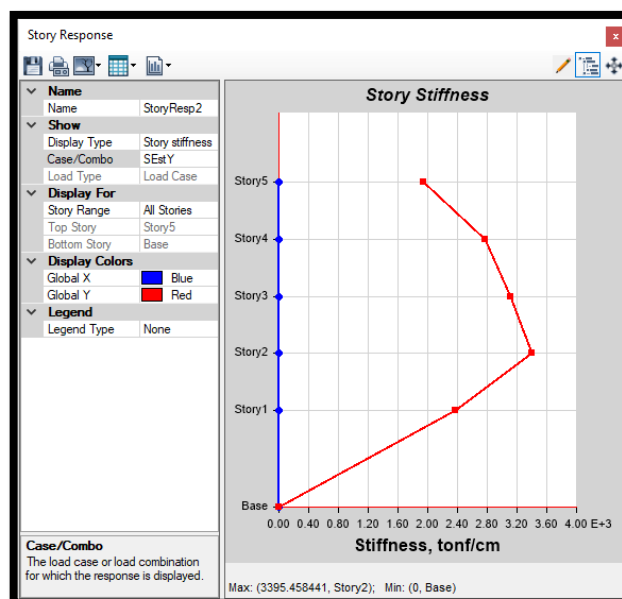 Story Response
x
Name
Name StoryResp2
Show
Display Type Story stiffness
Case/Combo SEstY
Load Type Load Case
Display For
Story Range All Stories
Top Story Story5
Bottom Story Base
Display Colors
Global X Blue
Global Y Red
Legend
Legend Type None
Case/Combo
The load case or load combination
for which the response is displayed.
Story Stiffness
Story5
Story4
Story3
Story2
Story1
Base
0.00 0.40 0.80 1.20 1.60 2.00 2.40 2.80 3.20 3.60 4.00 E+3
Stiffness, tonf/cm
Max: (3395.458441, Story2); Min: (0, Base)